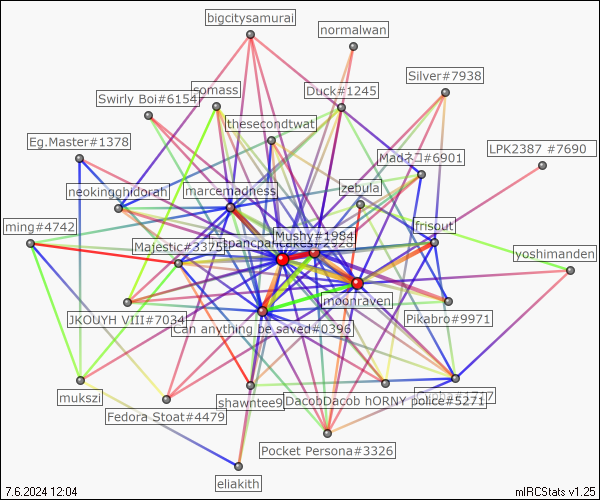 bigcitysamurai
normalwan
Silver#7938
somass
Duck#1245
Swirly Boi#6154
thesecondtwat
Eg.Master#1378
Madネコ#6901
LPK2387 #7690
neokingghidorah
marcemadness
zebula
ming#4742
frisout
Mushy#1984
Majestic#3375
pancpancakes#2928
yoshimanden
moonraven
JKOUYH VIII#7034
Pikabro#9971
Can anything be saved#0396
mukszi
shawntee9
DacobDacob hORNY police#5271
Fedora Stoat#4479
Pocket Persona#3326
eliakith
7.6.2024 12:04
mIRCStats v1.25